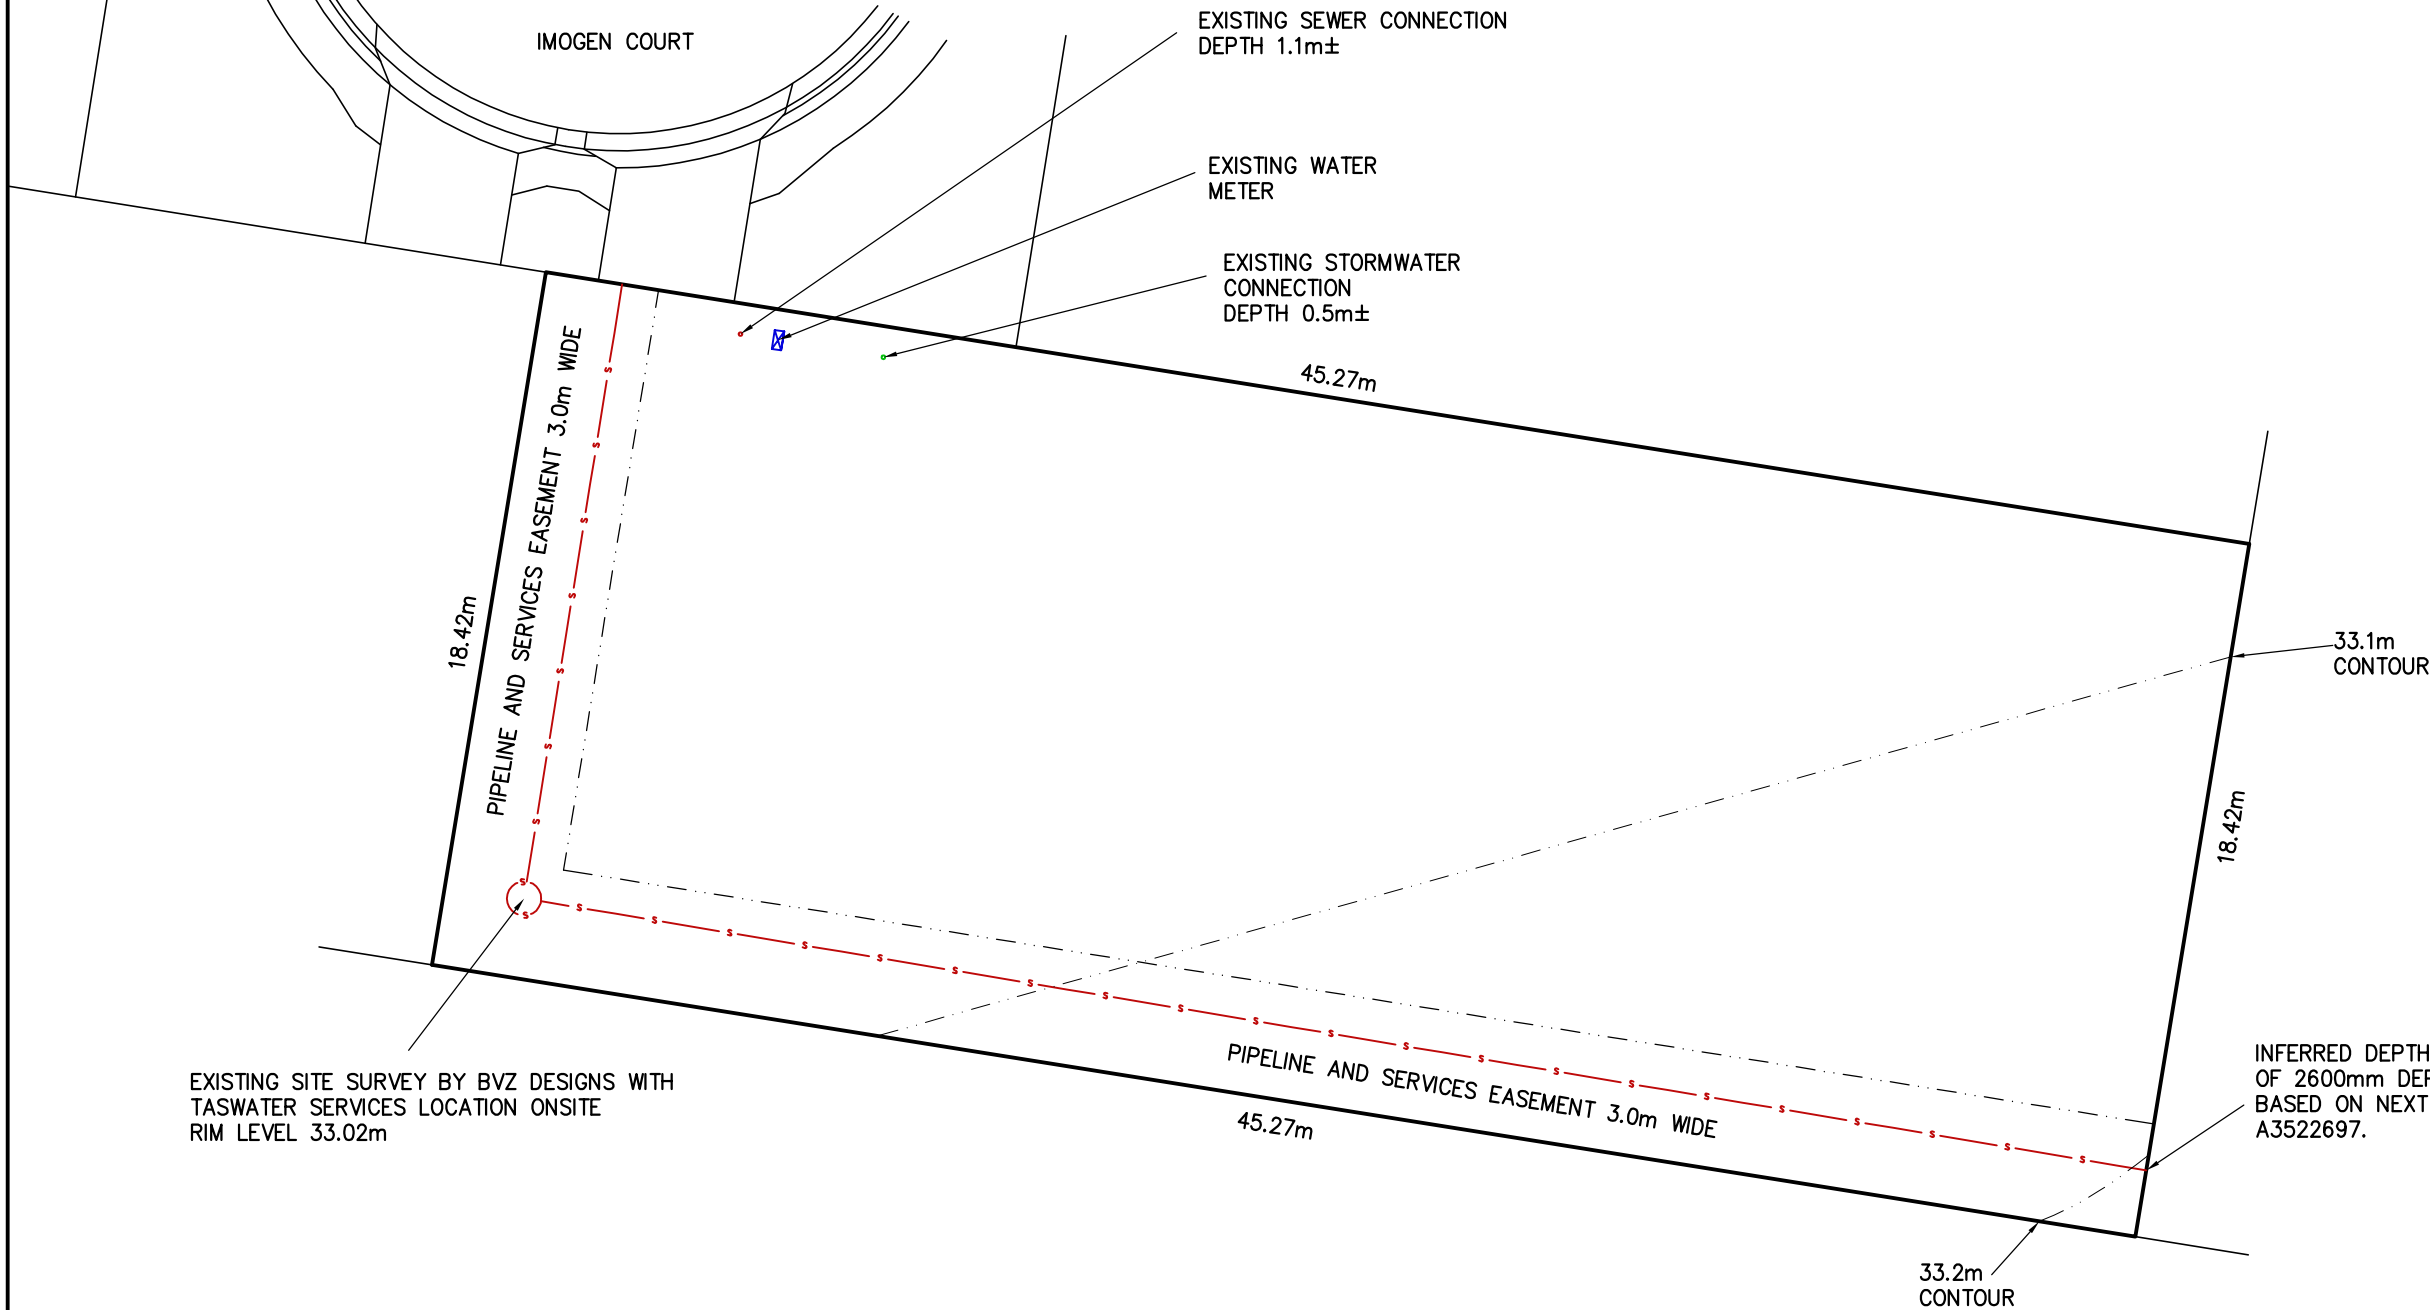 IMOGEN COURT
EXISTING SEWER CONNECTION
DEPTH 1.1m±
EXISTING WATER
METER
EXISTING STORMWATER
CONNECTION
DEPTH 0.5m±
45.27m
PIPELINE AND SERVICES EASEMENT 3.0m WIDE
18.42m
33.1m
CONTOUR
18.42m
INFERRED DEPTH
OF 2600mm
BASED ON NEXT
A3522697.
PIPELINE AND SERVICES EASEMENT 3.0m WIDE
45.27m
EXISTING SITE SURVEY BY BVZ DESIGNS WITH
TASWATER SERVICES LOCATION ONSITE
RIM LEVEL 33.02m
33.2m
CONTOUR
s s s s s s s
s s
s s s s s s s s s s s s s s s s s s s s s